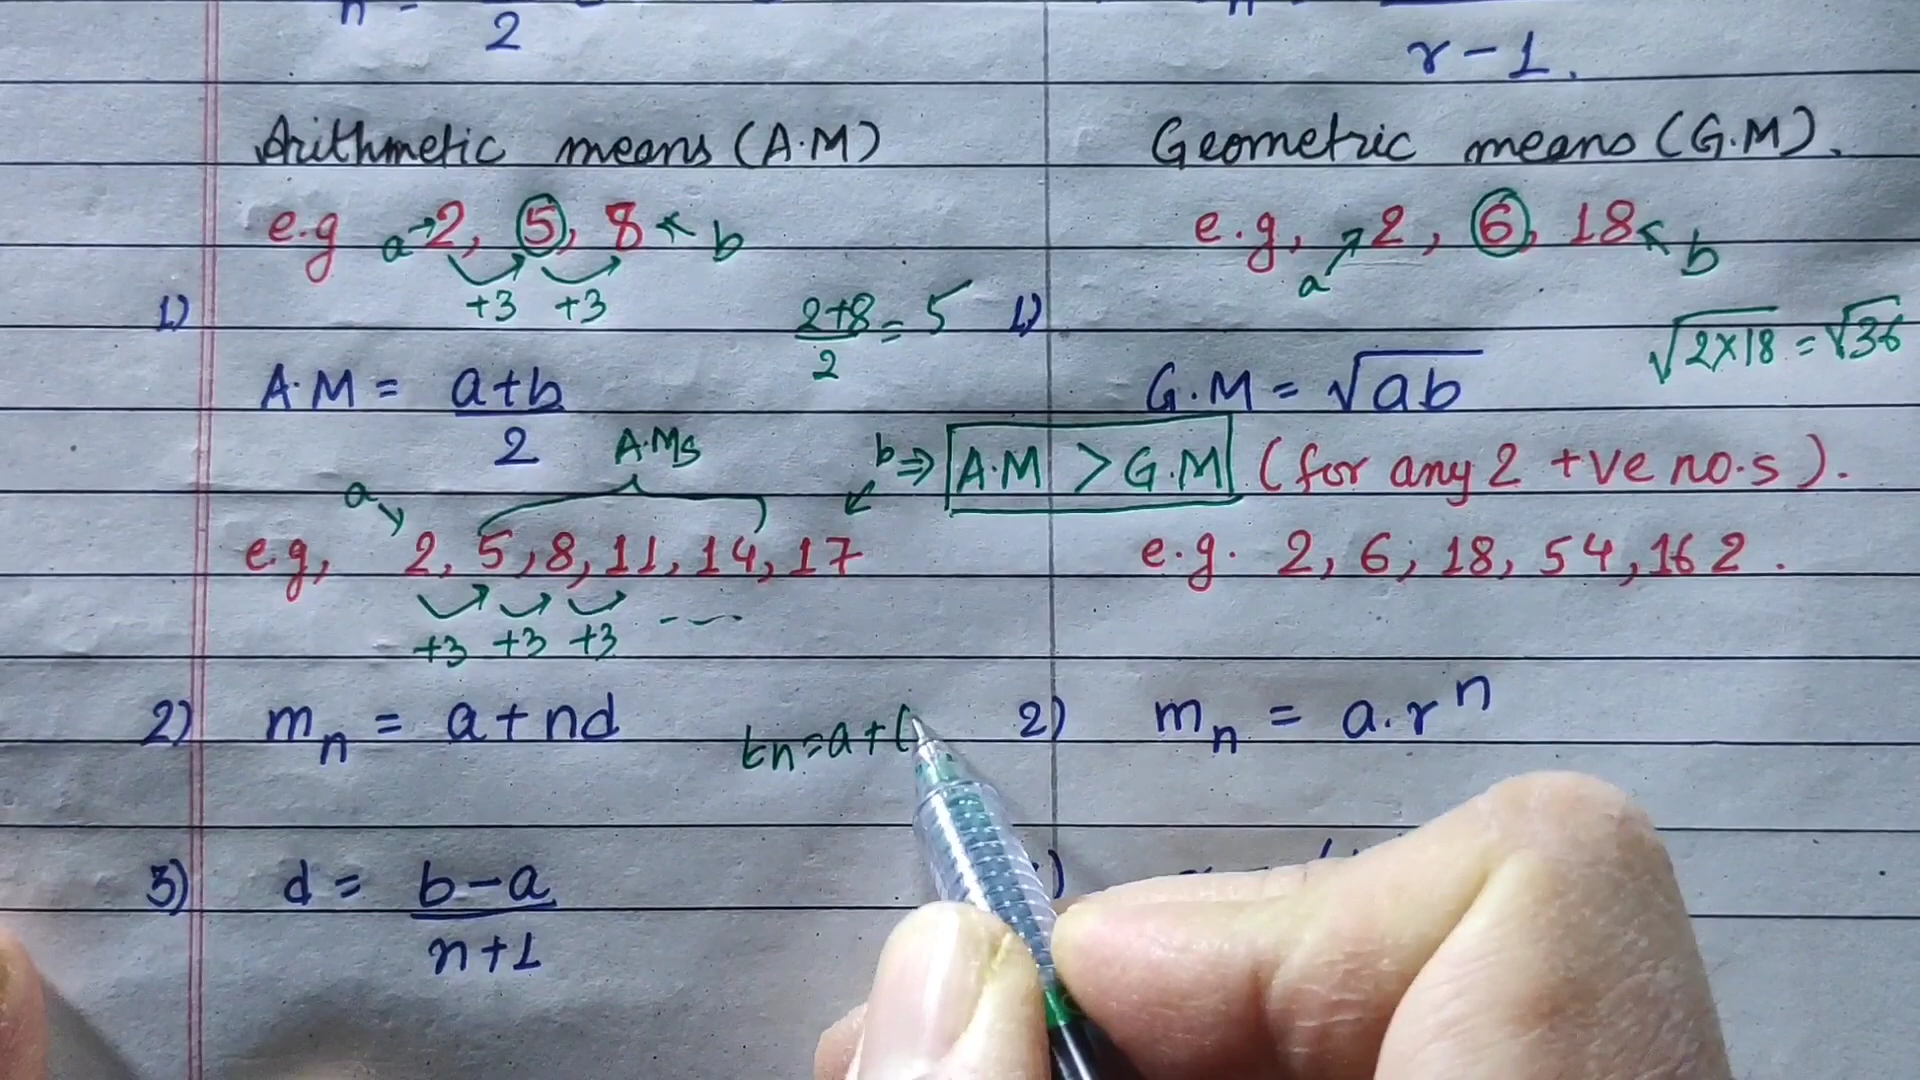 2
r-1.
Arithmetic means (A.M)
e.g a→2, 5, 8 ← b
+3 +3
1)
2+8/2 = 5
A.M = a+b/2
A.Ms
a b
e.g, 2, 5, 8, 11, 14, 17
+3 +3 +3 ----
2) mn = a+nd
tn=a+(
3) d = b-a/n+1
Geometric means (G.M).
e.g, 2, 6, 18 ← b
a
1)
√2×18 = √36
G.M = √ab
⇒ A.M > G.M (for any 2 +ve no.s).
e.g. 2, 6, 18, 54, 162.
2) mn = a.rⁿ